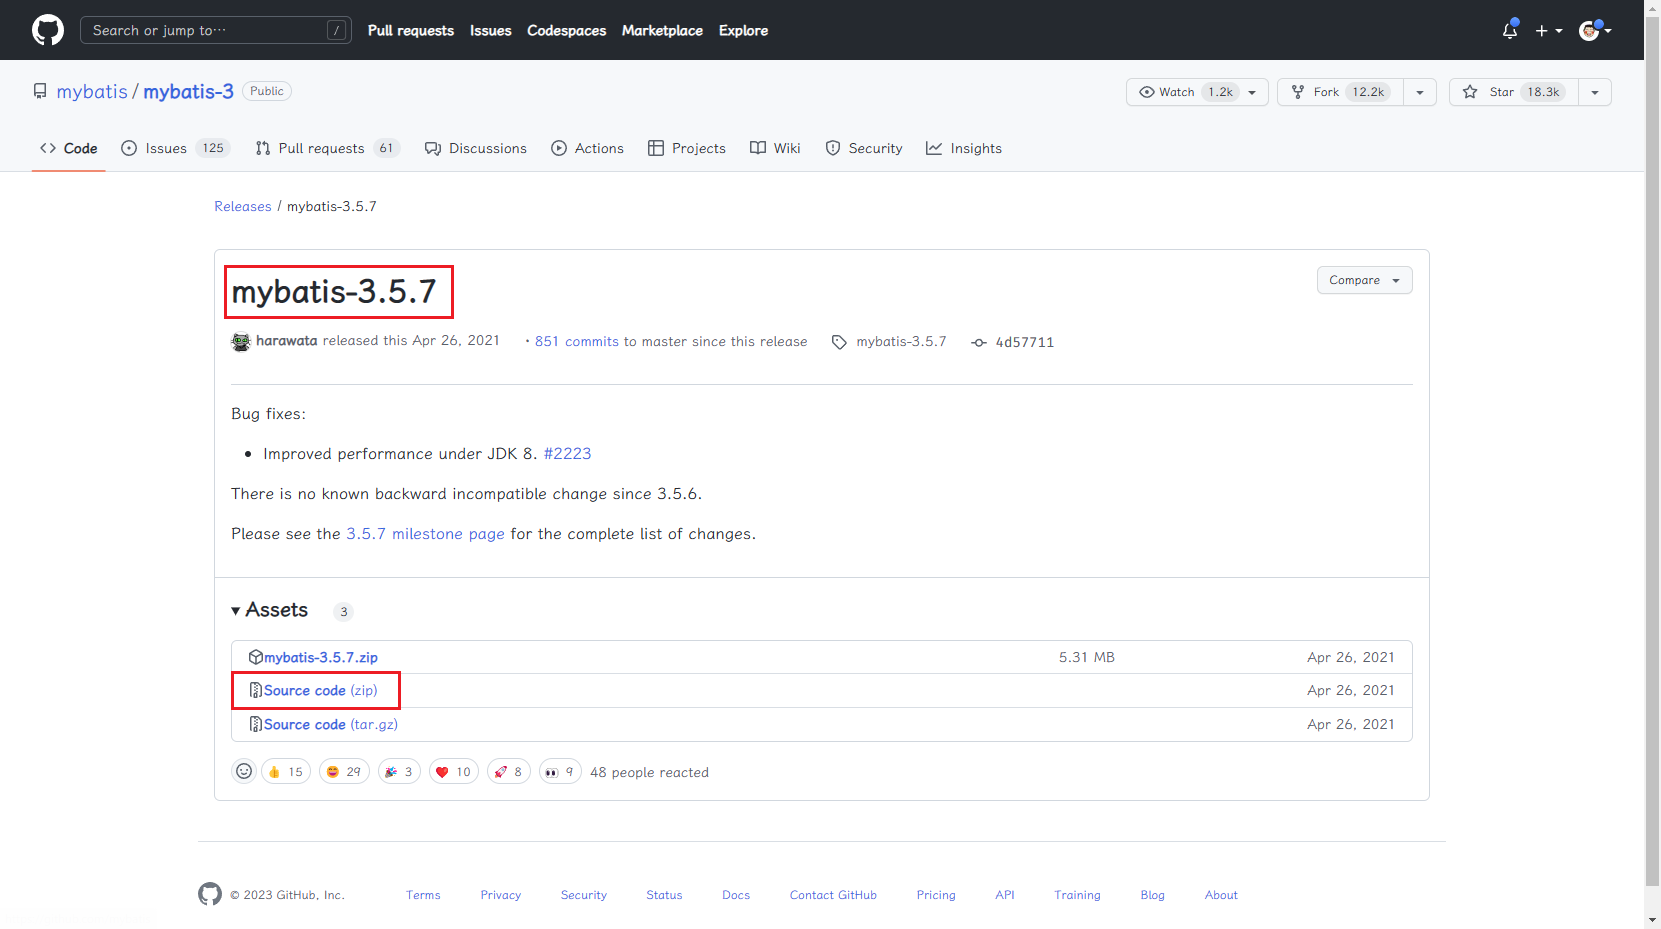 Search or jump to… / Pull requests Issues Codespaces Marketplace Explore
mybatis / mybatis-3 Public Watch 1.2k Fork 12.2k Star 18.3k
Code Issues 125 Pull requests 61 Discussions Actions Projects Wiki Security Insights
Releases / mybatis-3.5.7
mybatis-3.5.7 Compare
harawata released this Apr 26, 2021 · 851 commits to master since this release mybatis-3.5.7 4d57711
Bug fixes:
• Improved performance under JDK 8. #2223
There is no known backward incompatible change since 3.5.6.
Please see the 3.5.7 milestone page for the complete list of changes.
Assets 3
mybatis-3.5.7.zip 5.31 MB Apr 26, 2021
Source code (zip) Apr 26, 2021
Source code (tar.gz) Apr 26, 2021
15 29 3 10 8 9 48 people reacted
© 2023 GitHub, Inc. Terms Privacy Security Status Docs Contact GitHub Pricing API Training Blog About